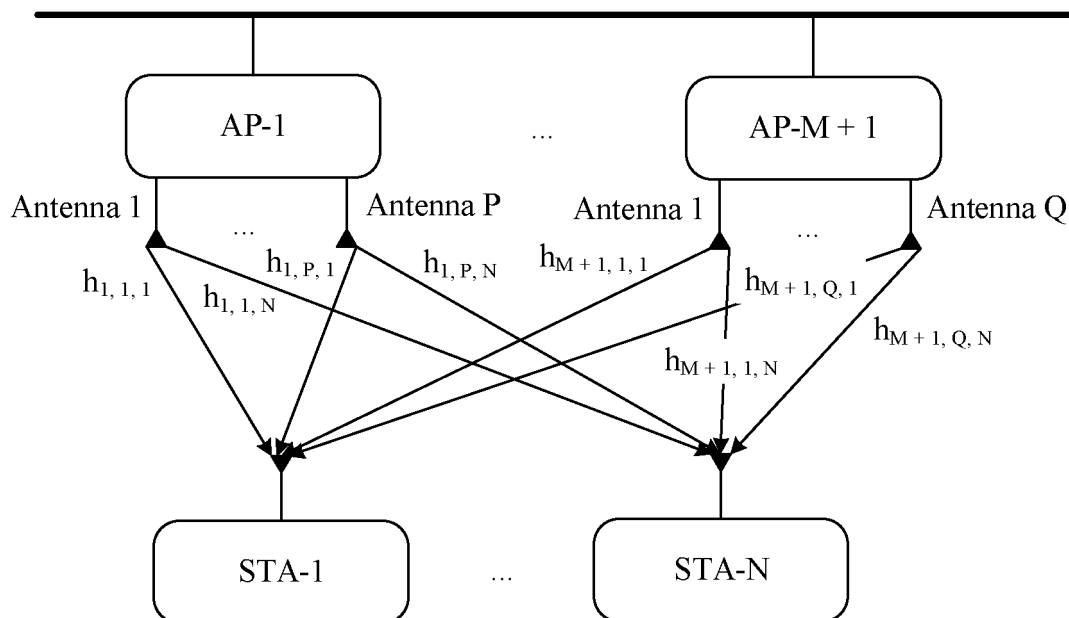 AP-1
...
AP-M + 1
Antenna 1
...
Antenna P
Antenna 1
...
Antenna Q
h1, 1, 1
h1, 1, N
h1, P, 1
h1, P, N
hM + 1, 1, 1
hM + 1, Q, 1
hM + 1, 1, N
hM + 1, Q, N
STA-1
...
STA-N